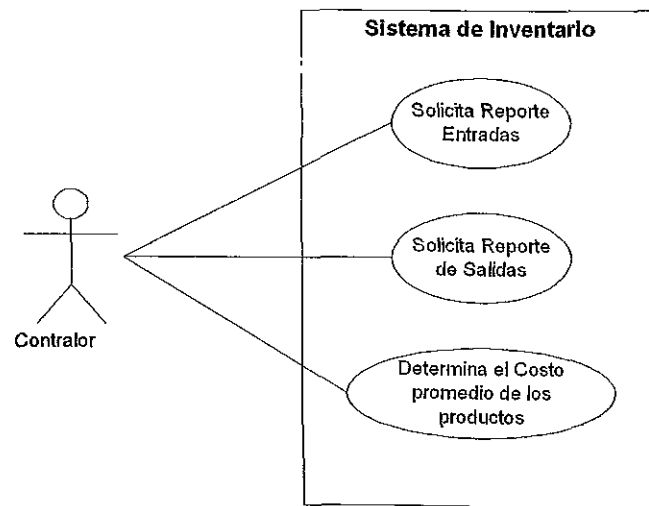 Sistema de Inventario
Solicita Reporte
Entradas
Solicita Reporte
de Salidas
Contralor
Determina el Costo
promedio de los
productos